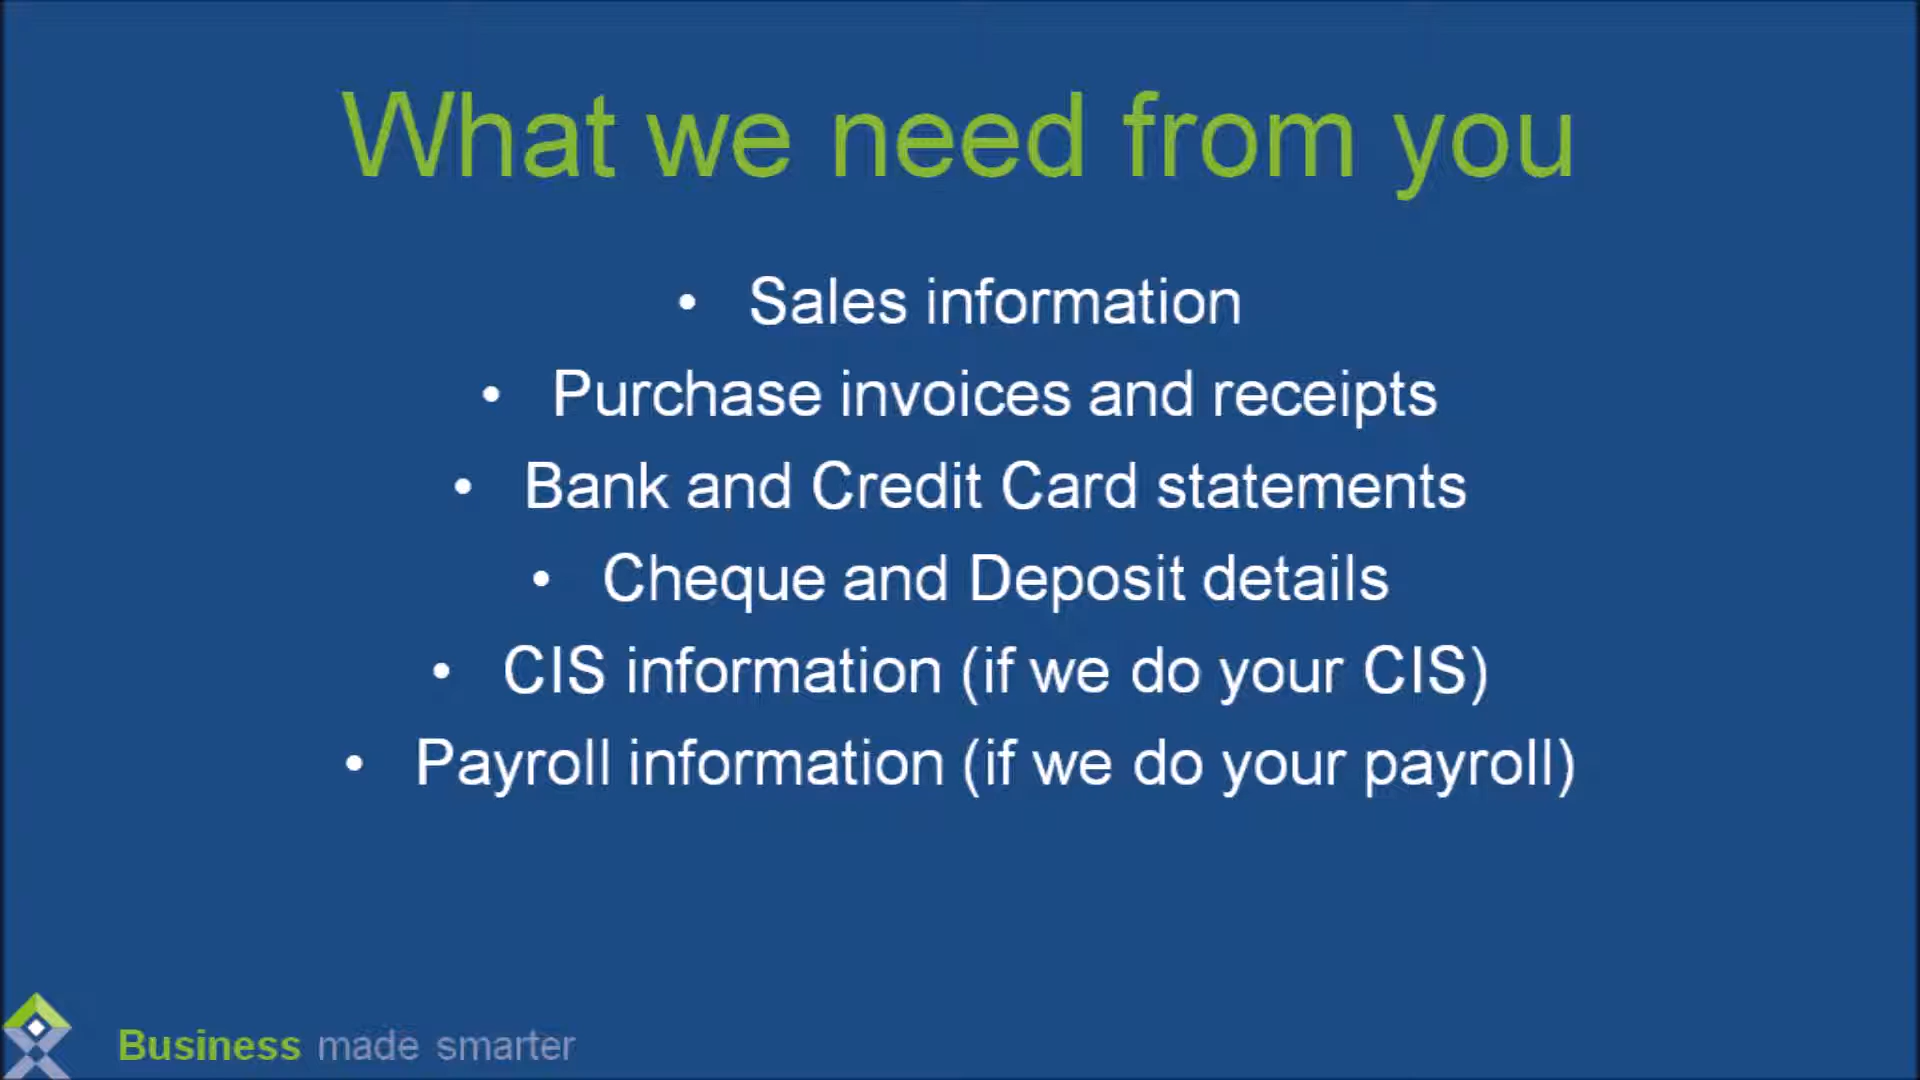 What we need from you
• Sales information
• Purchase invoices and receipts
• Bank and Credit Card statements
• Cheque and Deposit details
• CIS information (if we do your CIS)
• Payroll information (if we do your payroll)
Business made smarter